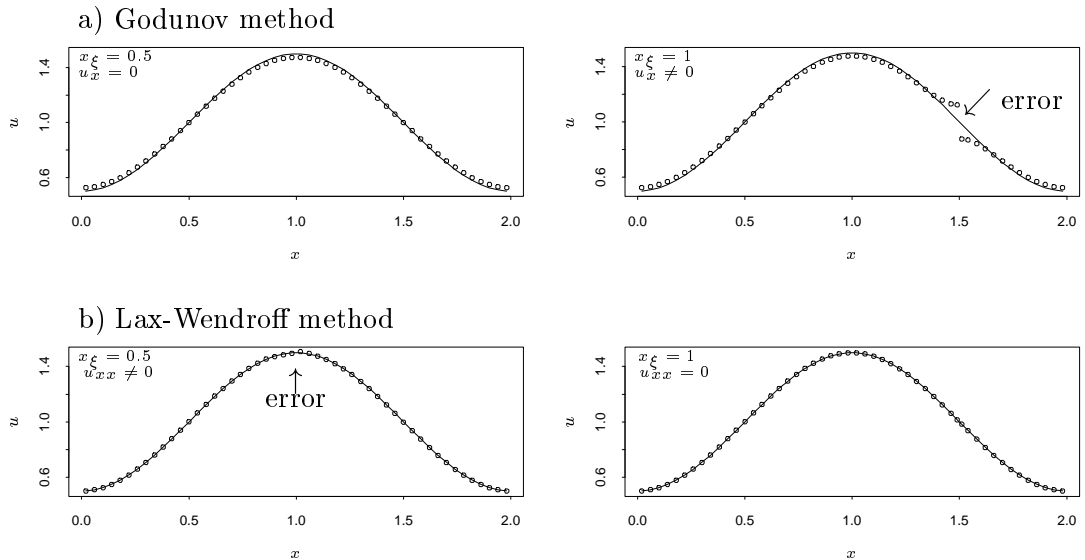 a) Godunov method
x_ξ = 0.5
u_x = 0
1.4
1.0
0.6
u
0.0 0.5 1.0 1.5 2.0
x
x_ξ = 1
u_x ≠ 0
error
1.4
1.0
0.6
u
0.0 0.5 1.0 1.5 2.0
x
b) Lax-Wendroff method
x_ξ = 0.5
u_xx ≠ 0
error
1.4
1.0
0.6
u
0.0 0.5 1.0 1.5 2.0
x
x_ξ = 1
u_xx = 0
1.4
1.0
0.6
u
0.0 0.5 1.0 1.5 2.0
x